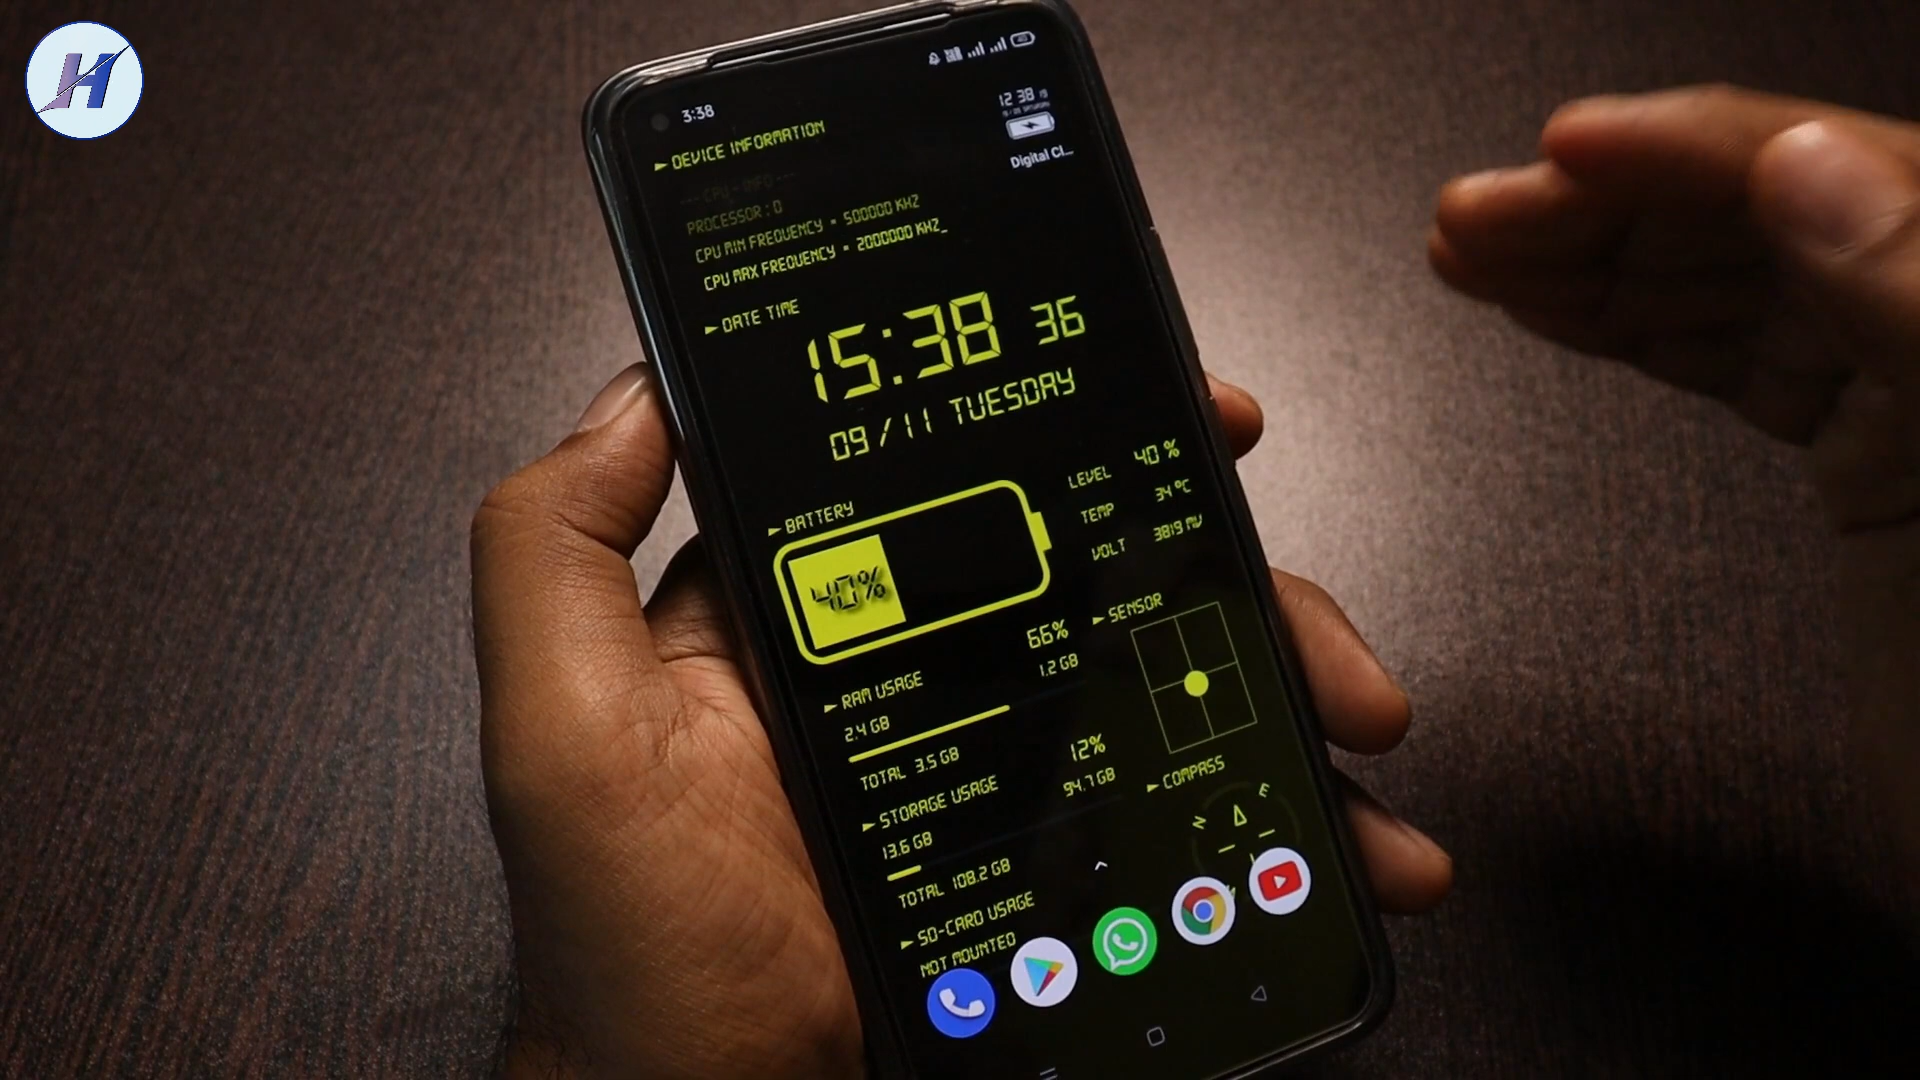 H
3:38
12 38
Digital Cl...
►DEVICE INFORMATION
--- CPU - INFO ---
PROCESSOR : 0
CPU MIN FREQUENCY = 500000 KHZ
CPU MAX FREQUENCY = 2000000 KHZ_
►DATE TIME
15:38 36
09/11 TUESDAY
►BATTERY
40%
LEVEL 40 %
TEMP 34 °C
VOLT 3819 MV
►RAM USAGE 66%
2.4 GB 1.2 GB
TOTAL 3.5 GB
►SENSOR
►STORAGE USAGE 12%
13.6 GB 94.7 GB
TOTAL 108.2 GB
►COMPASS
N E
►SD-CARD USAGE
NOT MOUNTED